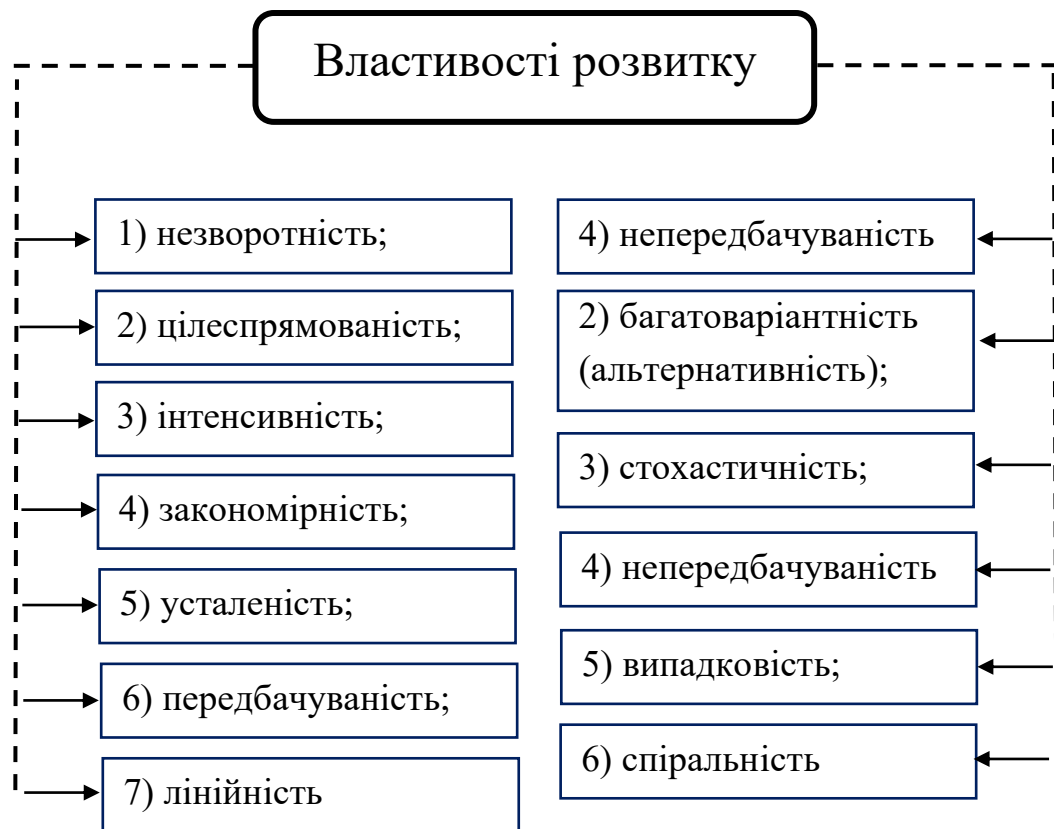 Властивості розвитку
1) незворотність;
2) цілеспрямованість;
3) інтенсивність;
4) закономірність;
5) усталеність;
6) передбачуваність;
7) лінійність
4) непередбачуваність
2) багатоваріантність
(альтернативність);
3) стохастичність;
4) непередбачуваність
5) випадковість;
6) спіральність